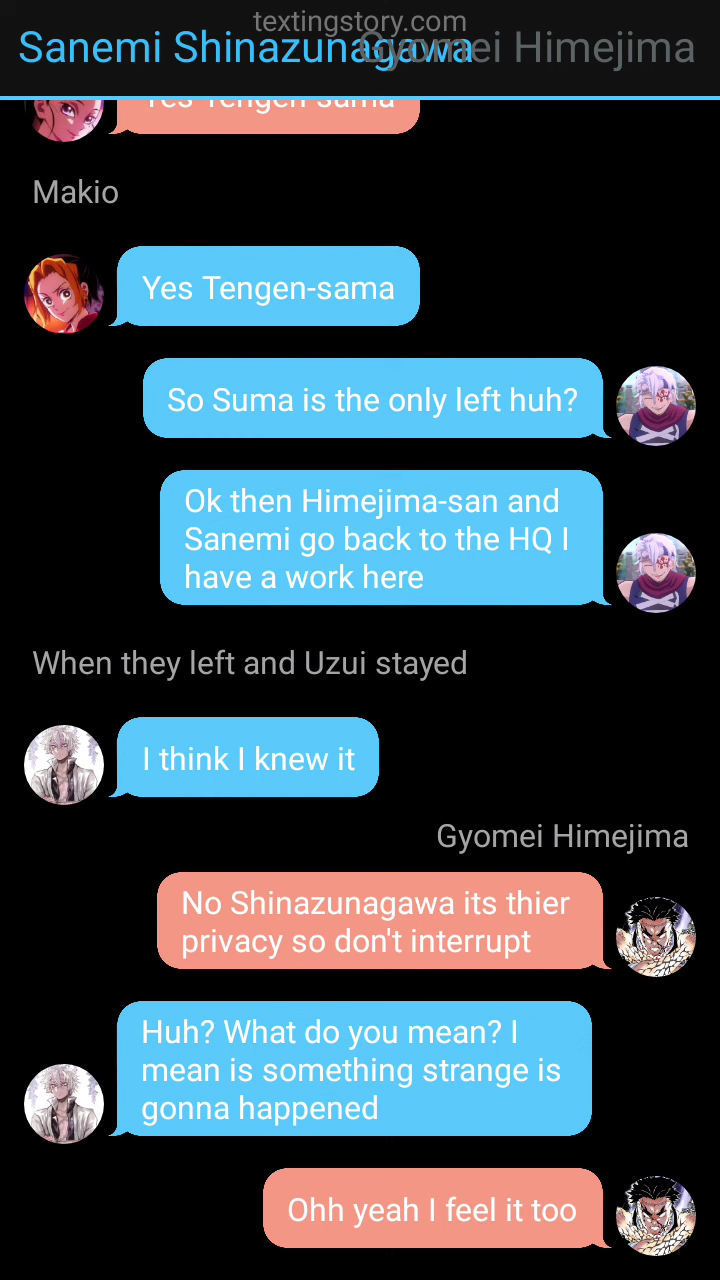 textingstory.com
Sanemi Shinazunagawa
Gyomei Himejima
Yes Tengen-sama
Makio
Yes Tengen-sama
So Suma is the only left huh?
Ok then Himejima-san and
Sanemi go back to the HQ I
have a work here
When they left and Uzui stayed
I think I knew it
Gyomei Himejima
No Shinazunagawa its thier
privacy so don't interrupt
Huh? What do you mean? I
mean is something strange is
gonna happened
Ohh yeah I feel it too